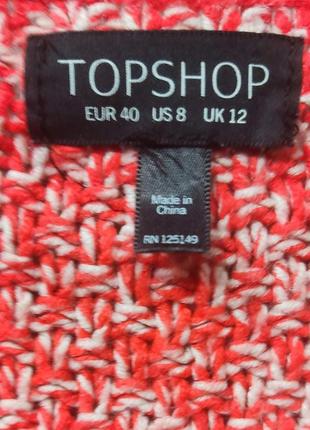 TOPSHOP
EUR 40 US 8 UK 12
Made in
China
RN 125149